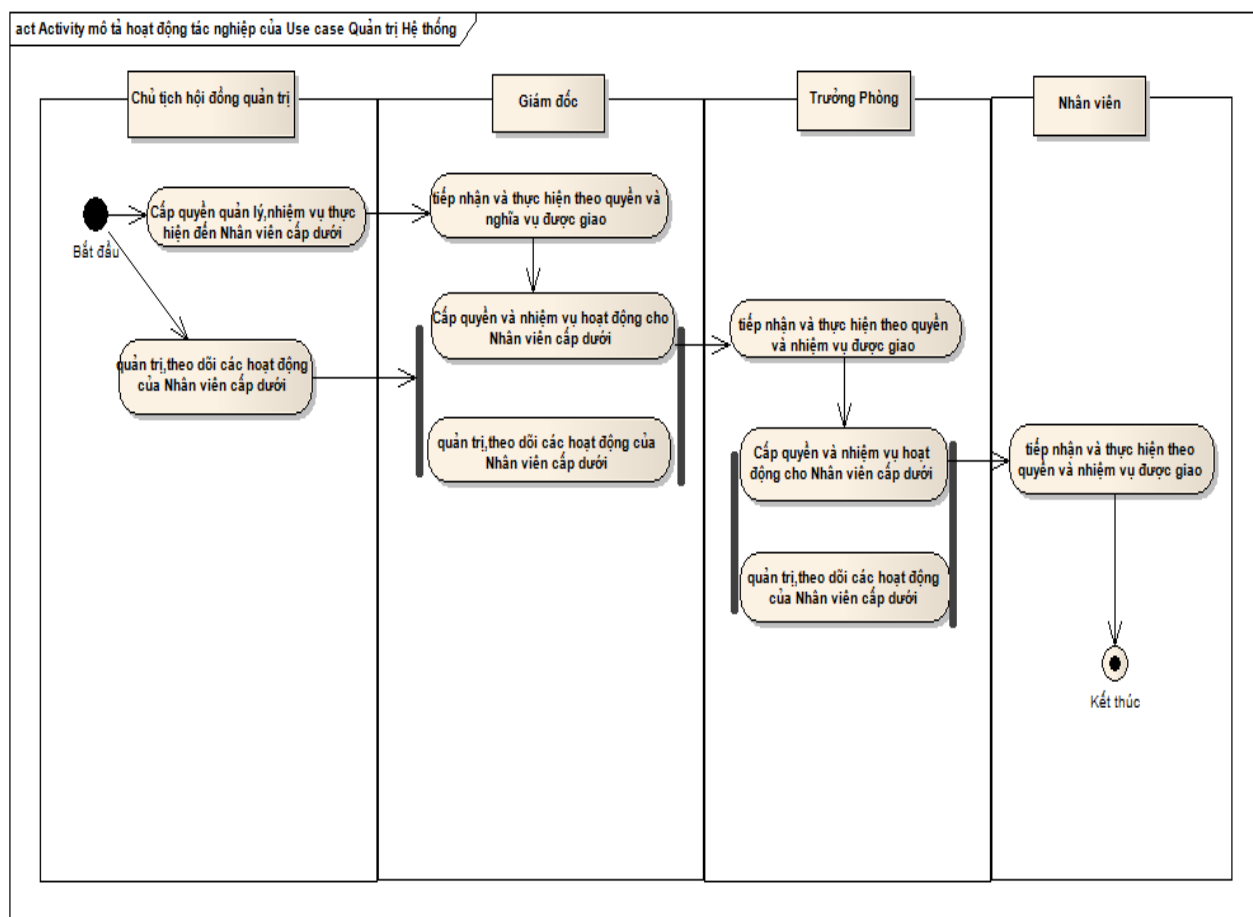 act Activity mô tả hoạt động tác nghiệp của Use case Quản trị Hệ thống
Chủ tịch hội đồng quản trị
Giám đốc
Trưởng Phòng
Nhân viên
Cấp quyền quản lý,nhiệm vụ thực
hiện đến Nhân viên cấp dưới
tiếp nhận và thực hiện theo quyền và
nghĩa vụ được giao
Bắt đầu
Cấp quyền và nhiệm vụ hoạt động cho
Nhân viên cấp dưới
tiếp nhận và thực hiện theo quyền
và nhiệm vụ được giao
quản trị,theo dõi các hoạt động
của Nhân viên cấp dưới
quản trị,theo dõi các hoạt động của
Nhân viên cấp dưới
Cấp quyền và nhiệm vụ hoạt
động cho Nhân viên cấp dưới
tiếp nhận và thực hiện theo
quyền và nhiệm vụ được giao
quản trị,theo dõi các hoạt động
của Nhân viên cấp dưới
Kết thúc